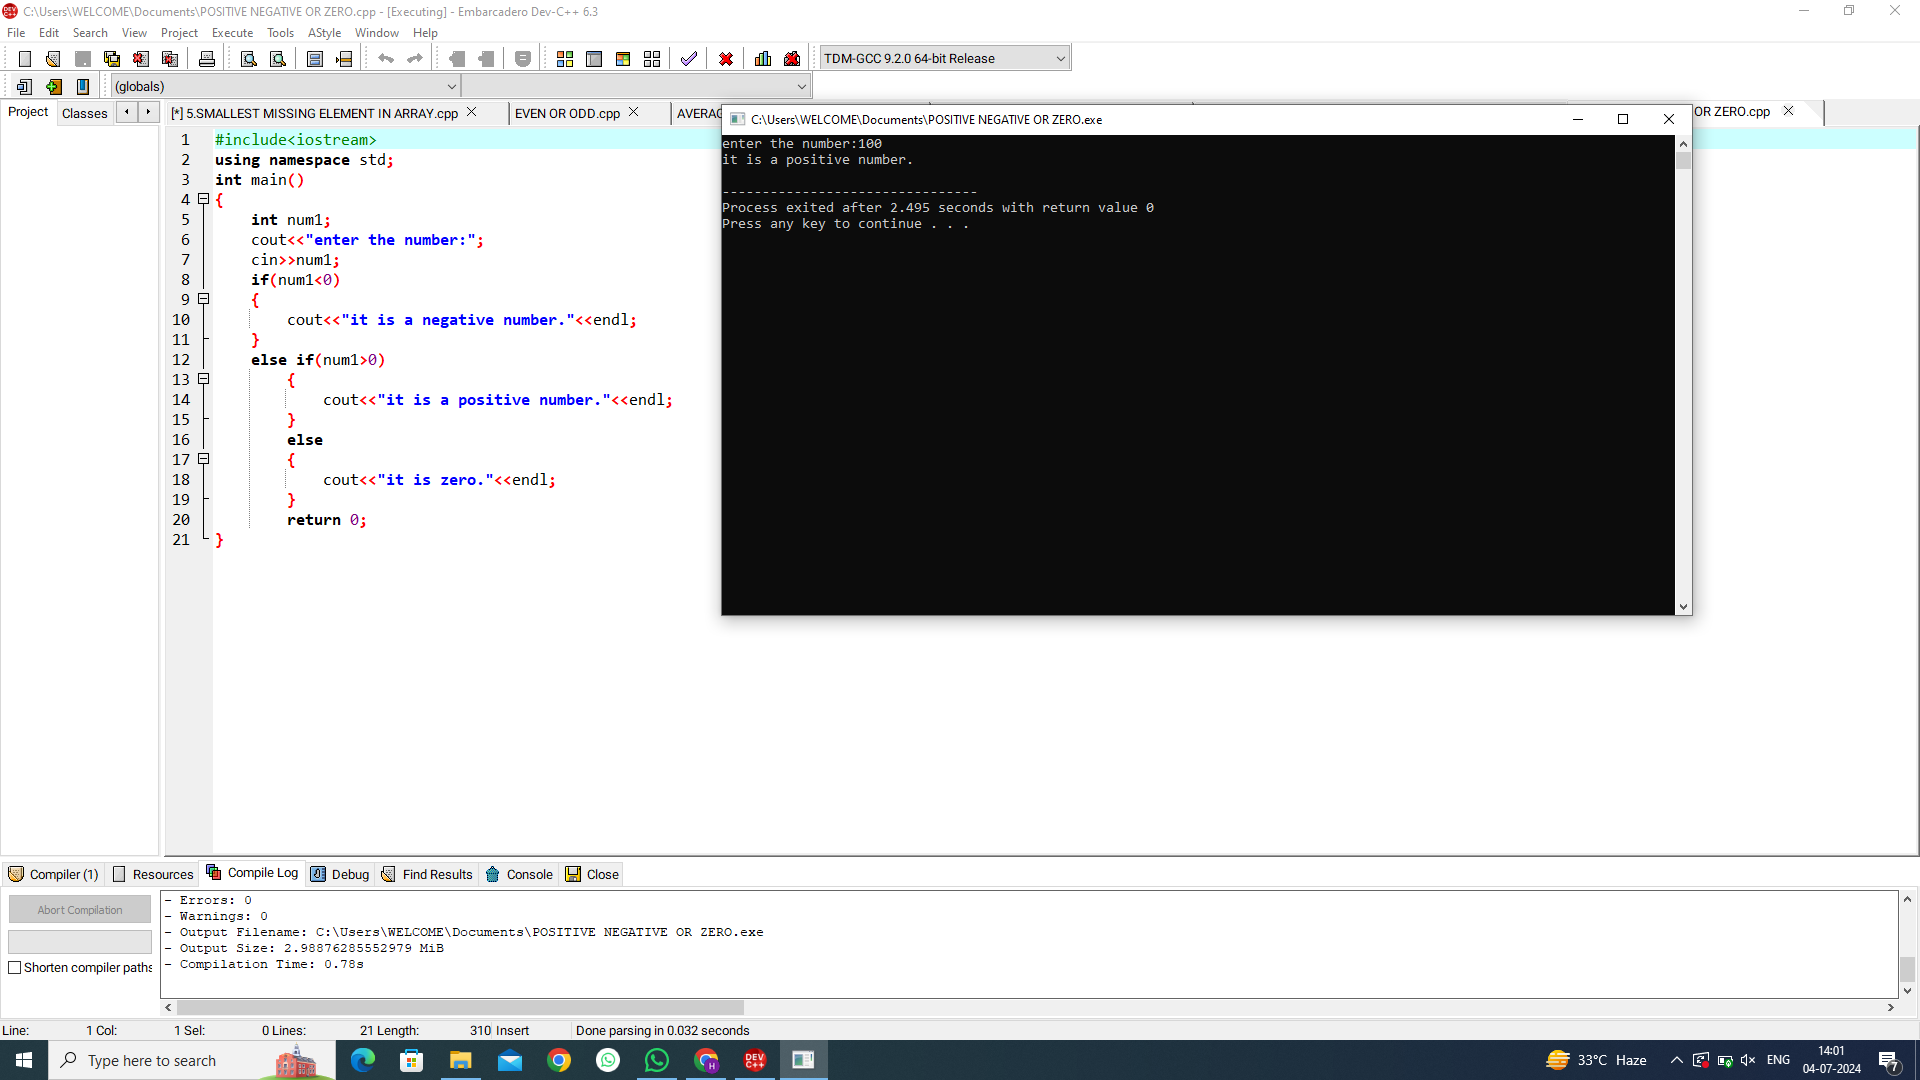 C:\Users\WELCOME\Documents\POSITIVE NEGATIVE OR ZERO.cpp - [Executing] - Embarcadero Dev-C++ 6.3
File Edit Search View Project Execute Tools AStyle Window Help
TDM-GCC 9.2.0 64-bit Release
(globals)
Project Classes
[*] 5.SMALLEST MISSING ELEMENT IN ARRAY.cpp EVEN OR ODD.cpp AVERAG OR ZERO.cpp
1 #include<iostream>
2 using namespace std;
3 int main()
4 {
5 int num1;
6 cout<<"enter the number:";
7 cin>>num1;
8 if(num1<0)
9 {
10 cout<<"it is a negative number."<<endl;
11 }
12 else if(num1>0)
13 {
14 cout<<"it is a positive number."<<endl;
15 }
16 else
17 {
18 cout<<"it is zero."<<endl;
19 }
20 return 0;
21 }
C:\Users\WELCOME\Documents\POSITIVE NEGATIVE OR ZERO.exe
enter the number:100
it is a positive number.
--------------------------------
Process exited after 2.495 seconds with return value 0
Press any key to continue . . .
Compiler (1) Resources Compile Log Debug Find Results Console Close
Abort Compilation
Shorten compiler paths
- Errors: 0
- Warnings: 0
- Output Filename: C:\Users\WELCOME\Documents\POSITIVE NEGATIVE OR ZERO.exe
- Output Size: 2.98876285552979 MiB
- Compilation Time: 0.78s
Line: 1 Col: 1 Sel: 0 Lines: 21 Length: 310 Insert Done parsing in 0.032 seconds
Type here to search
DEV C++
H
33°C Haze
ENG
14:01
04-07-2024
7